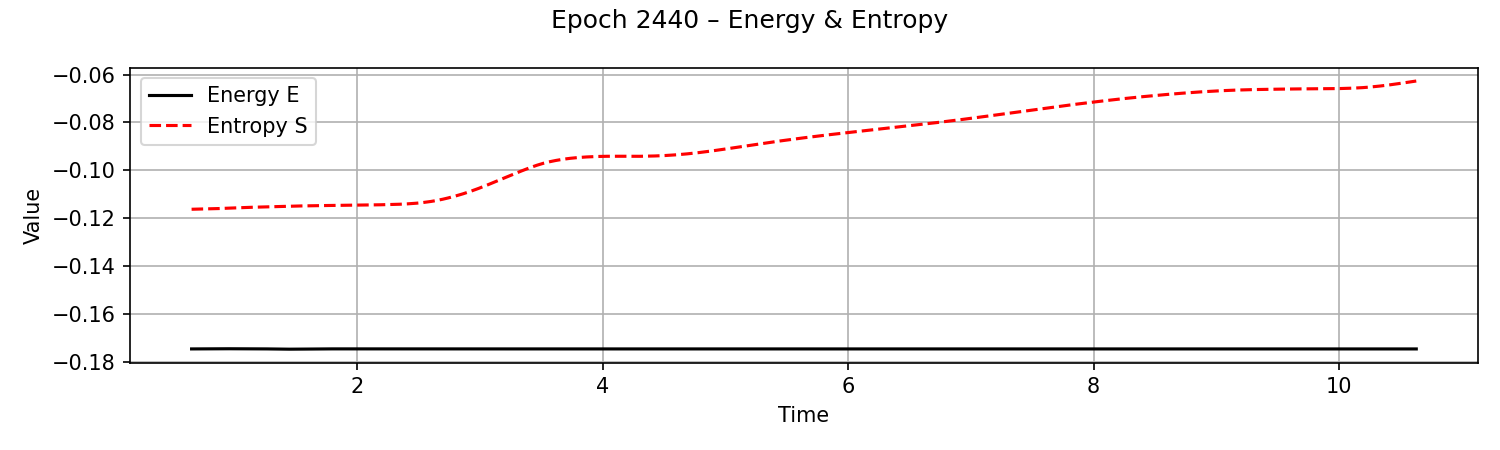 Epoch 2440 – Energy & Entropy
Energy E
Entropy S
Value
−0.06
−0.08
−0.10
−0.12
−0.14
−0.16
−0.18
2 4 6 8 10
Time